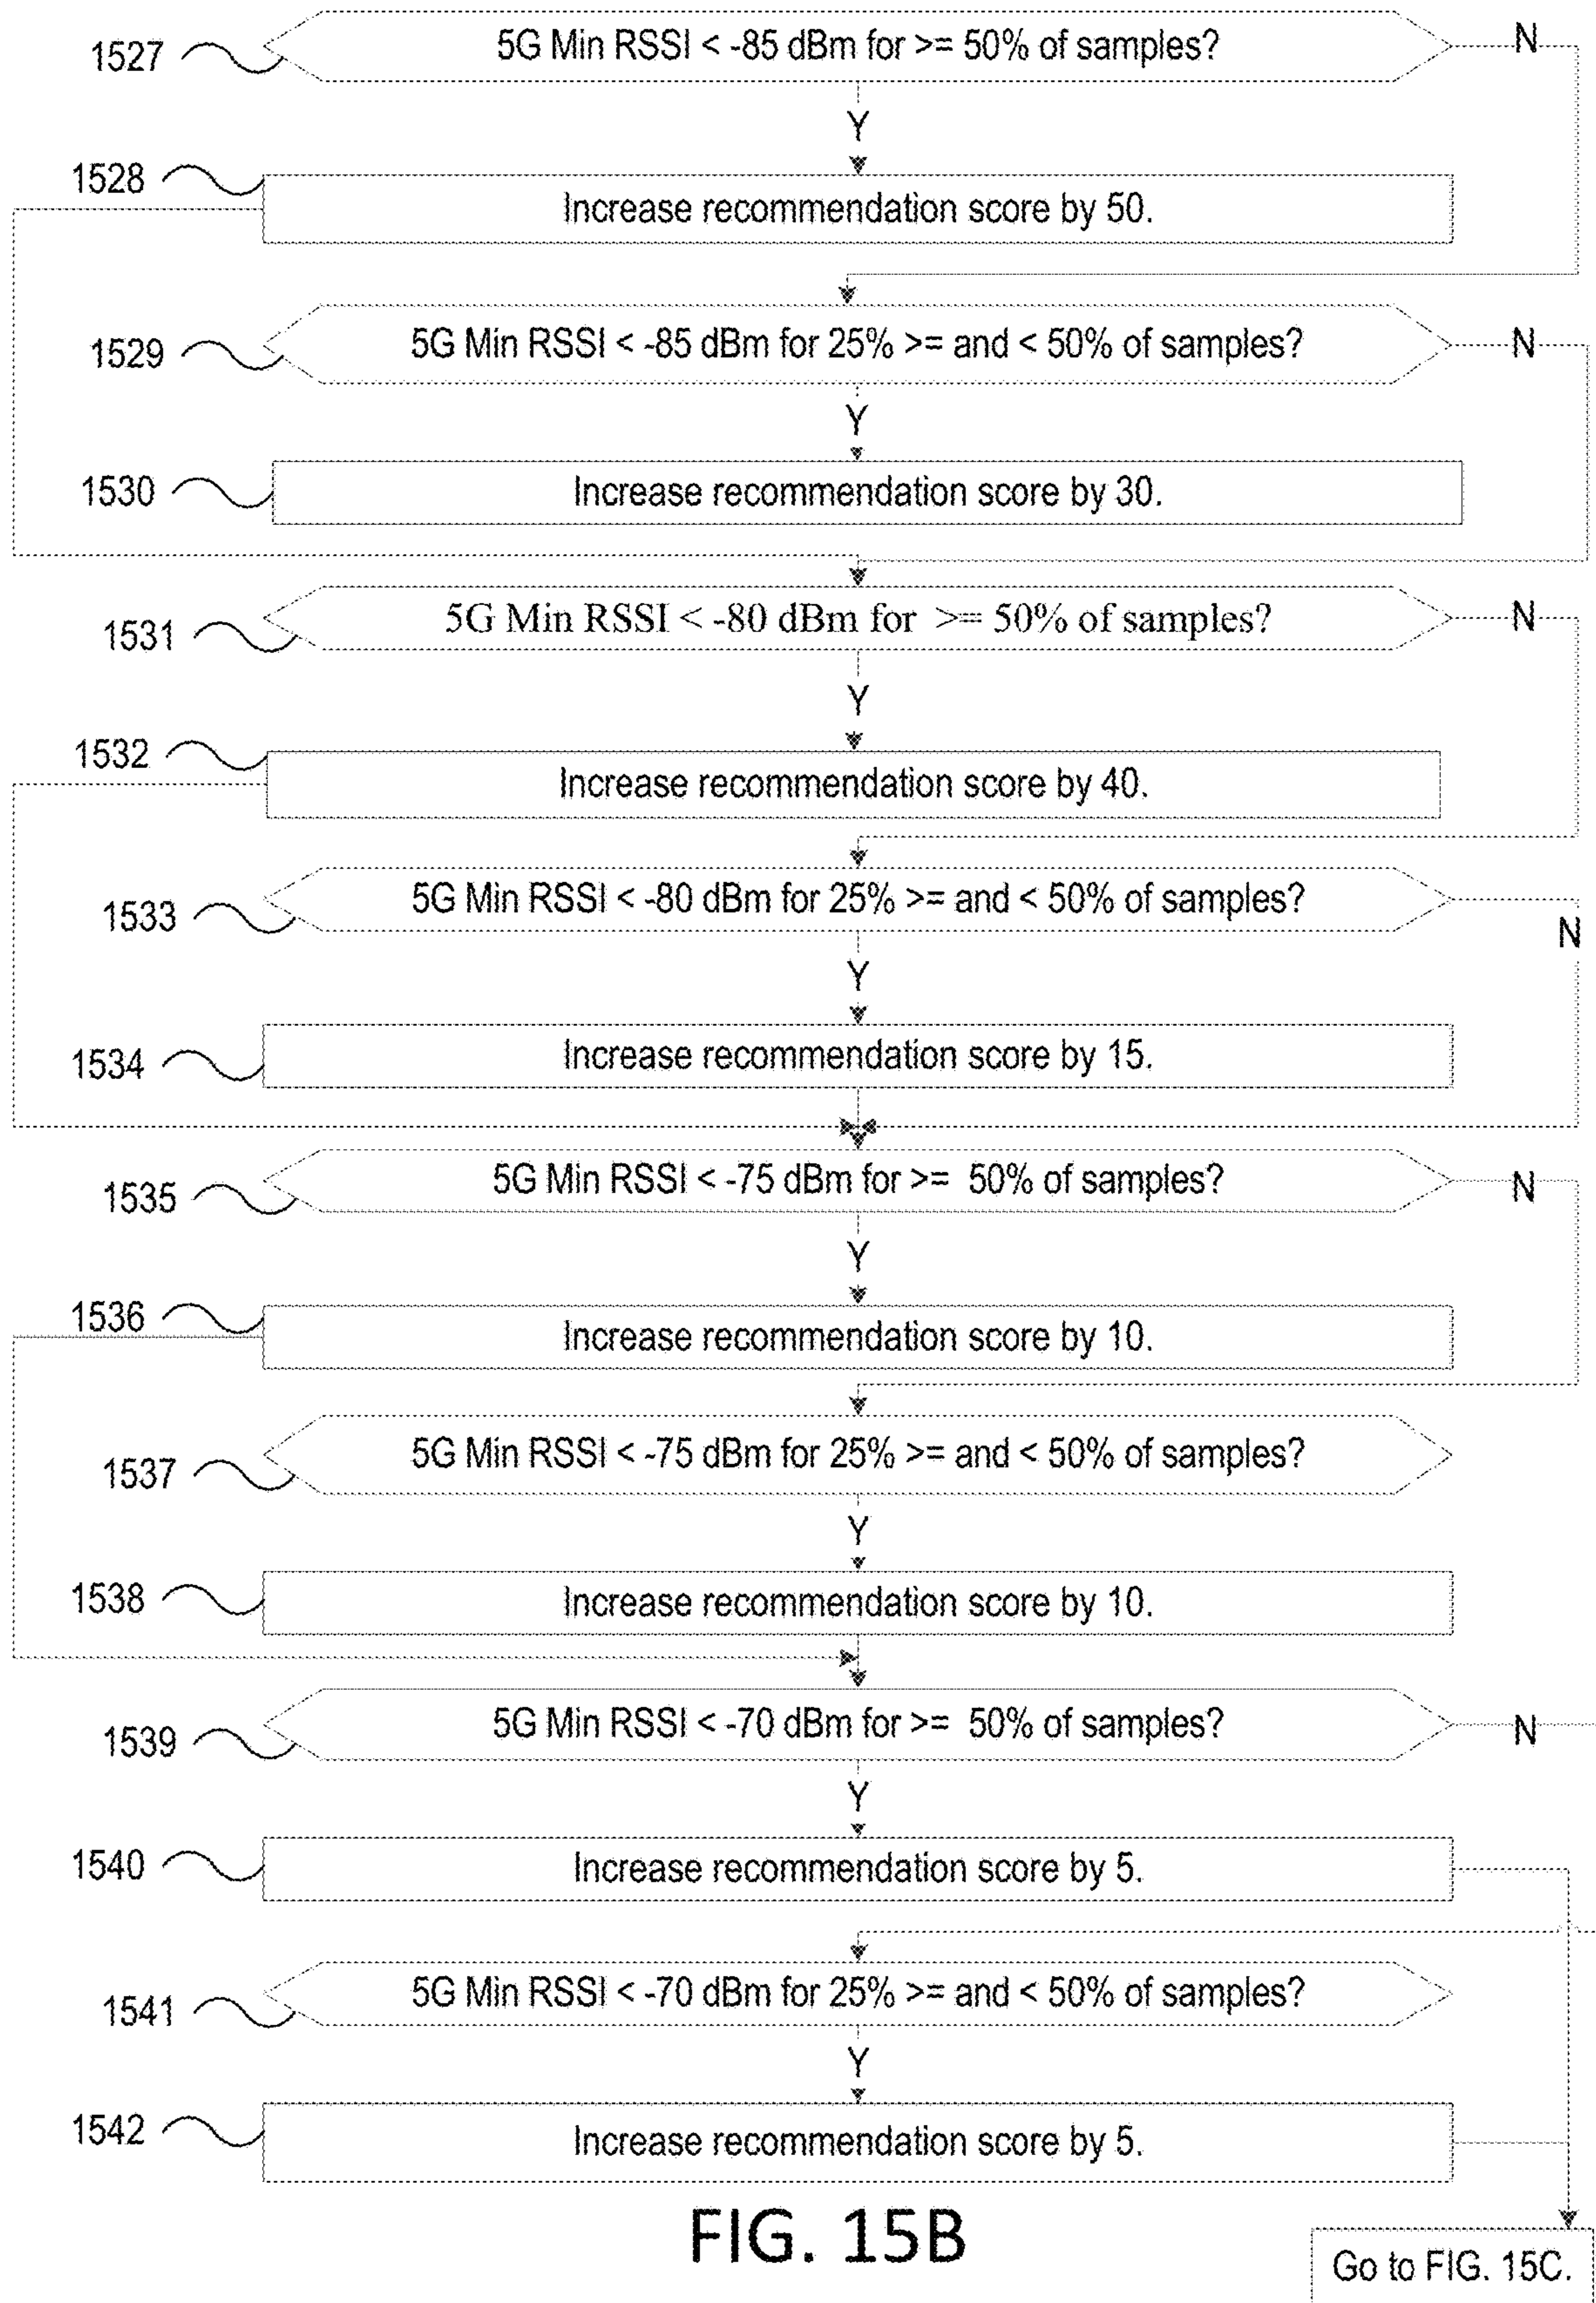 1527
5G Min RSSI < -85 dBm for >= 50% of samples?
N
Y
1528
Increase recommendation score by 50.
1529
5G Min RSSI < -85 dBm for 25% >= and < 50% of samples?
N
Y
1530
Increase recommendation score by 30.
1531
5G Min RSSI < -80 dBm for >= 50% of samples?
N
Y
1532
Increase recommendation score by 40.
1533
5G Min RSSI < -80 dBm for 25% >= and < 50% of samples?
N
Y
1534
Increase recommendation score by 15.
1535
5G Min RSSI < -75 dBm for >= 50% of samples?
N
Y
1536
Increase recommendation score by 10.
1537
5G Min RSSI < -75 dBm for 25% >= and < 50% of samples?
Y
1538
Increase recommendation score by 10.
1539
5G Min RSSI < -70 dBm for >= 50% of samples?
N
Y
1540
Increase recommendation score by 5.
1541
5G Min RSSI < -70 dBm for 25% >= and < 50% of samples?
Y
1542
Increase recommendation score by 5.
FIG. 15B
Go to FIG. 15C.